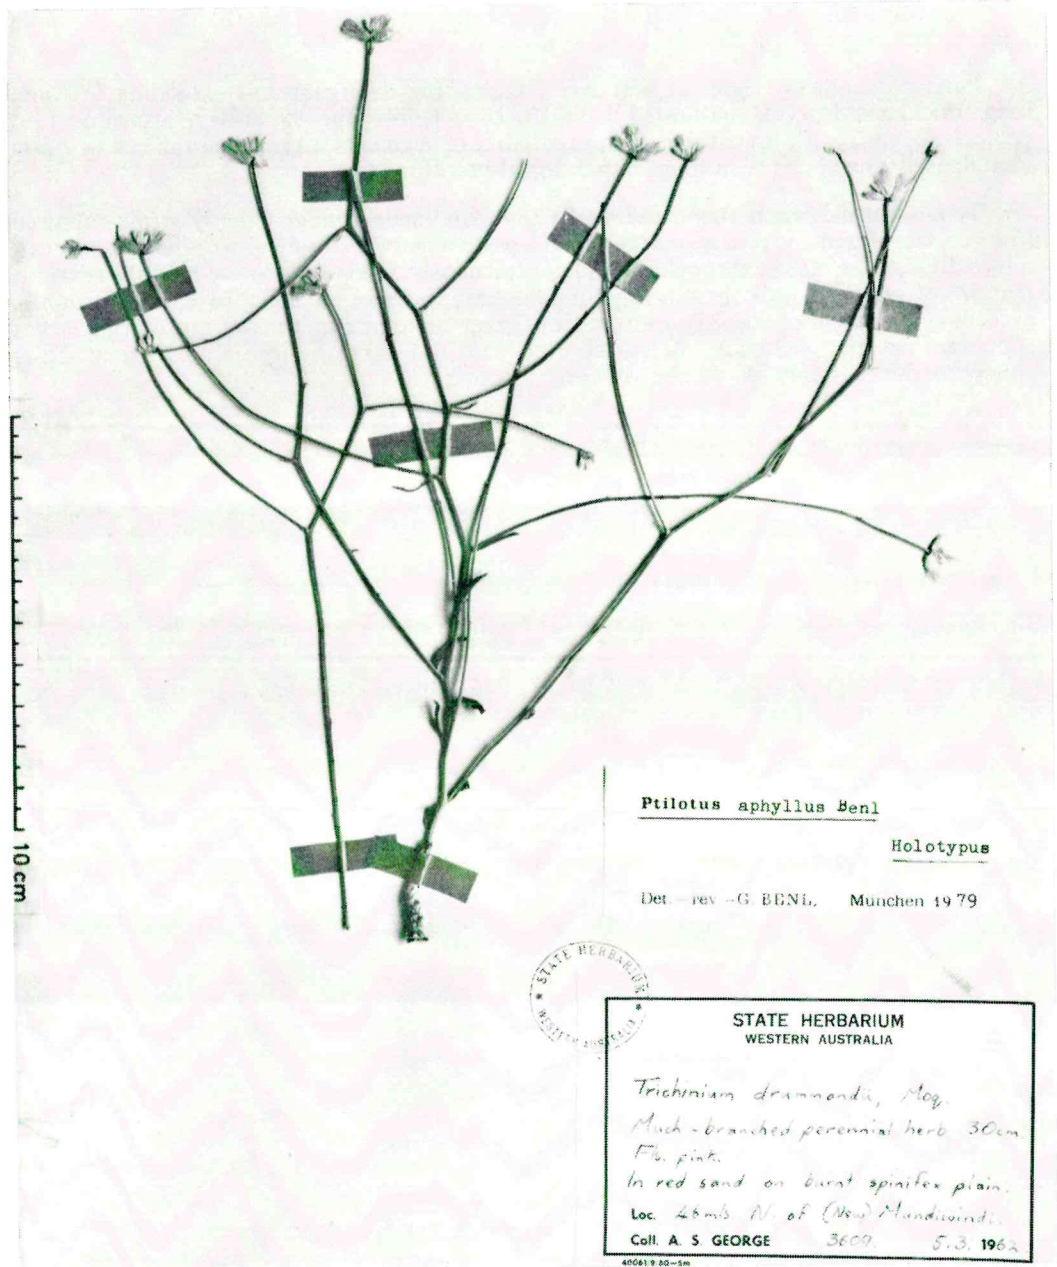 10 cm
Ptilotus aphyllus Benl
Holotypus
Det.-rev.-G. BENL, München 1979
STATE HERBARIUM
★ WESTERN AUSTRALIA ★
STATE HERBARIUM
WESTERN AUSTRALIA
Trichinium drummondii, Moq.
Much-branched perennial herb 30cm
Fls. pink.
In red sand on burnt spinifex plain.
Loc. mls N. of (New) Mundiwindi.
Coll. A. S. GEORGE 3609. 5.3.1962